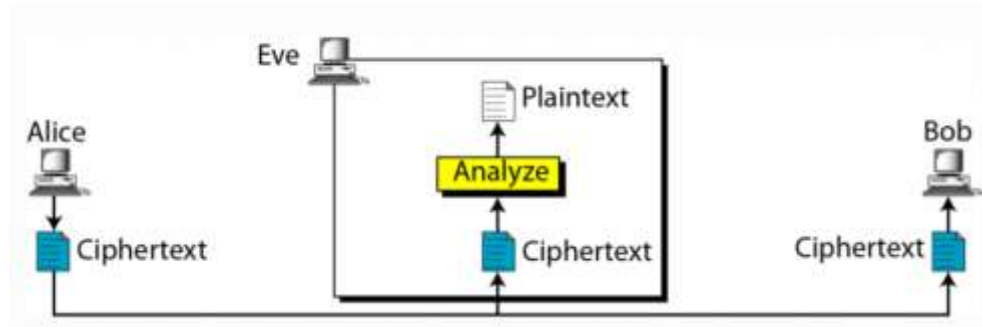 Eve
Plaintext
Alice
Bob
Analyze
Ciphertext
Ciphertext
Ciphertext